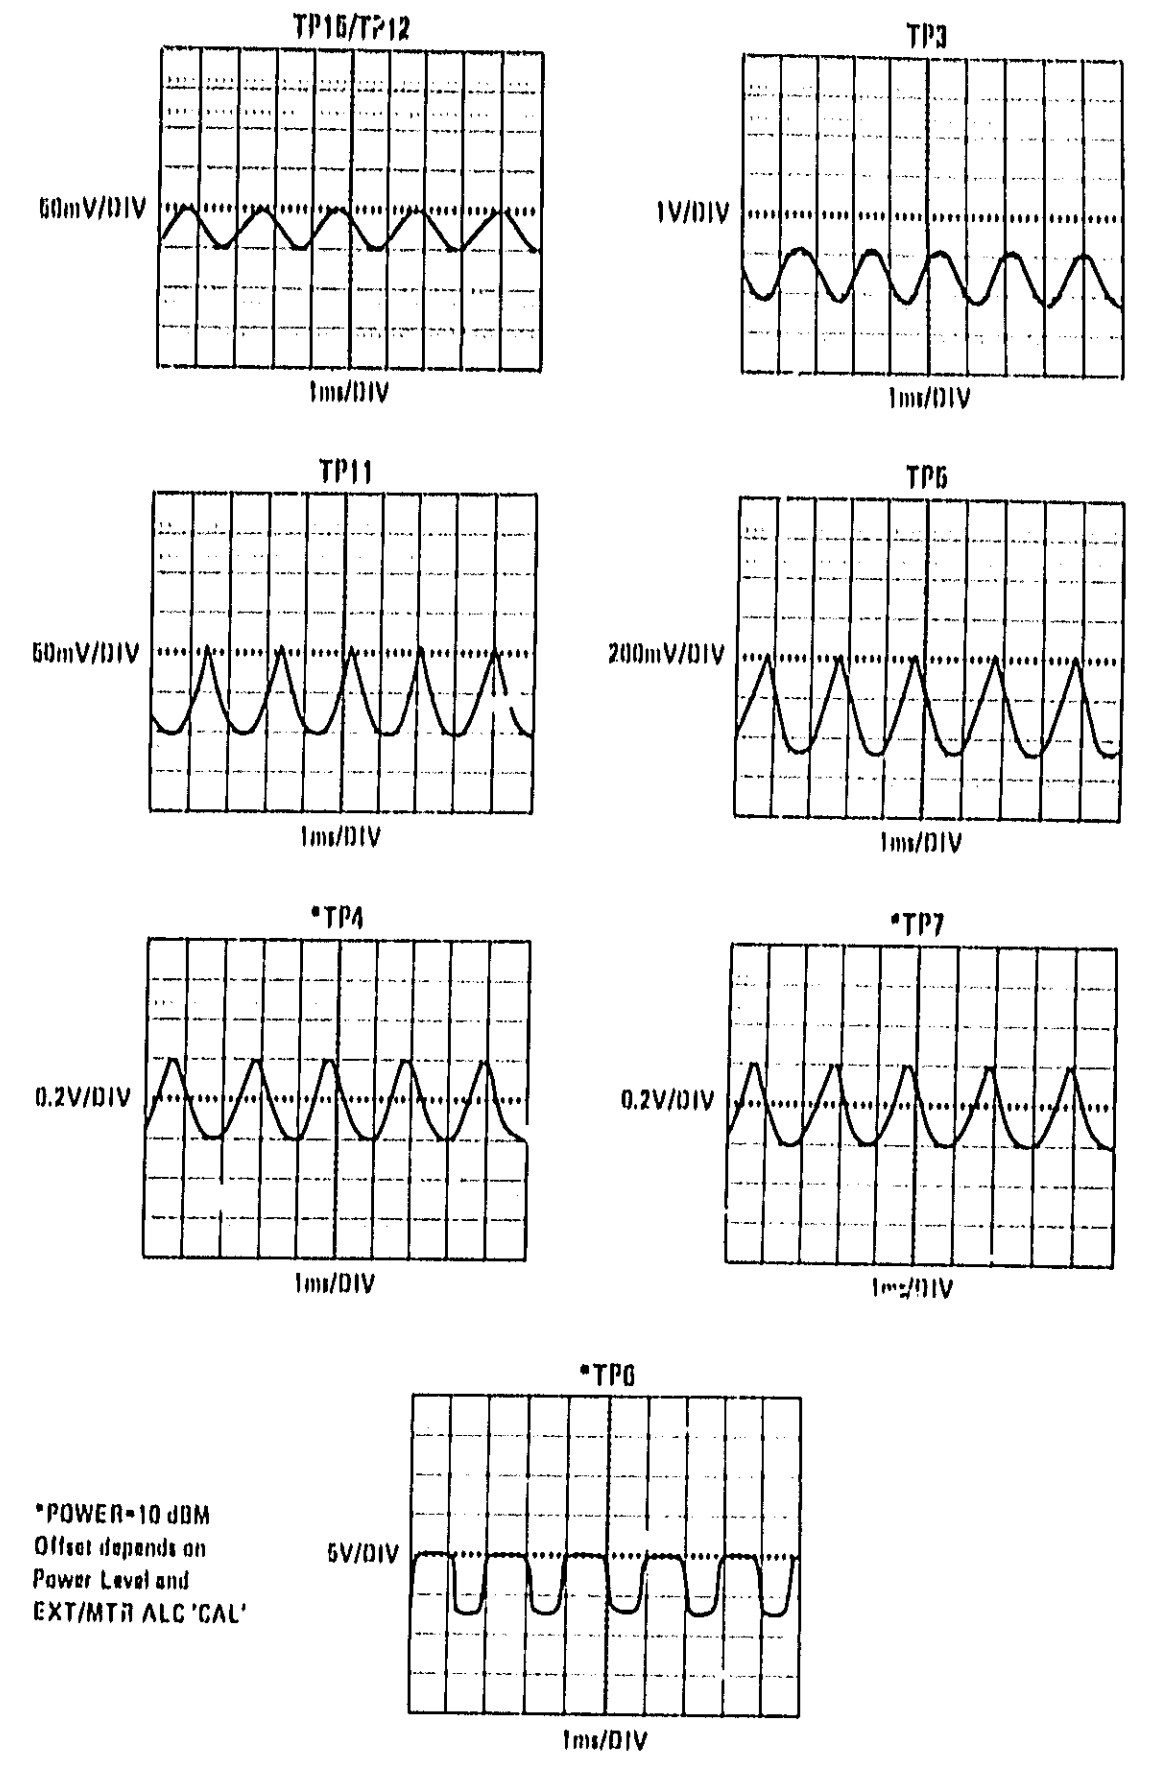 TP15/TP12
50mV/DIV
1ms/DIV
TP3
1V/DIV
1ms/DIV
TP11
50mV/DIV
1ms/DIV
TP5
200mV/DIV
1ms/DIV
*TP4
0.2V/DIV
1ms/DIV
*TP7
0.2V/DIV
1ms/DIV
*TP6
5V/DIV
1ms/DIV
*POWER=10 dBM
Offset depends on
Power Level and
EXT/MTR ALC 'CAL'